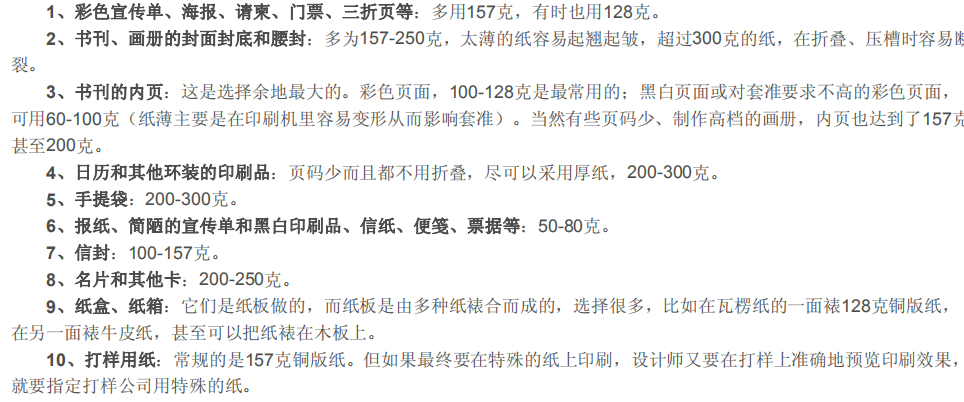 1、彩色宣传单、海报、请柬、门票、三折页等：多用157克，有时也用128克。
2、书刊、画册的封面封底和腰封：多为157-250克，太薄的纸容易起翘起皱，超过300克的纸，在折叠、压槽时容易断
裂。
3、书刊的内页：这是选择余地最大的。彩色页面，100-128克是最常用的；黑白页面或对套准要求不高的彩色页面，
可用60-100克（纸薄主要是在印刷机里容易变形从而影响套准）。当然有些页码少、制作高档的画册，内页也达到了157克
甚至200克。
4、日历和其他环装的印刷品：页码少而且都不用折叠，尽可以采用厚纸，200-300克。
5、手提袋：200-300克。
6、报纸、简陋的宣传单和黑白印刷品、信纸、便笺、票据等：50-80克。
7、信封：100-157克。
8、名片和其他卡：200-250克。
9、纸盒、纸箱：它们是纸板做的，而纸板是由多种纸裱合而成的，选择很多，比如在瓦楞纸的一面裱128克铜版纸，
在另一面裱牛皮纸，甚至可以把纸裱在木板上。
10、打样用纸：常规的是157克铜版纸。但如果最终要在特殊的纸上印刷，设计师又要在打样上准确地预览印刷效果，
就要指定打样公司用特殊的纸。